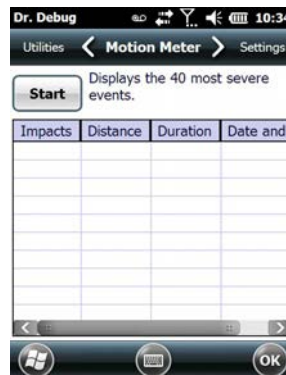 Dr. Debug 10:34
Utilities Motion Meter Settings
Start
Displays the 40 most severe
events.
Impacts Distance Duration Date and
OK